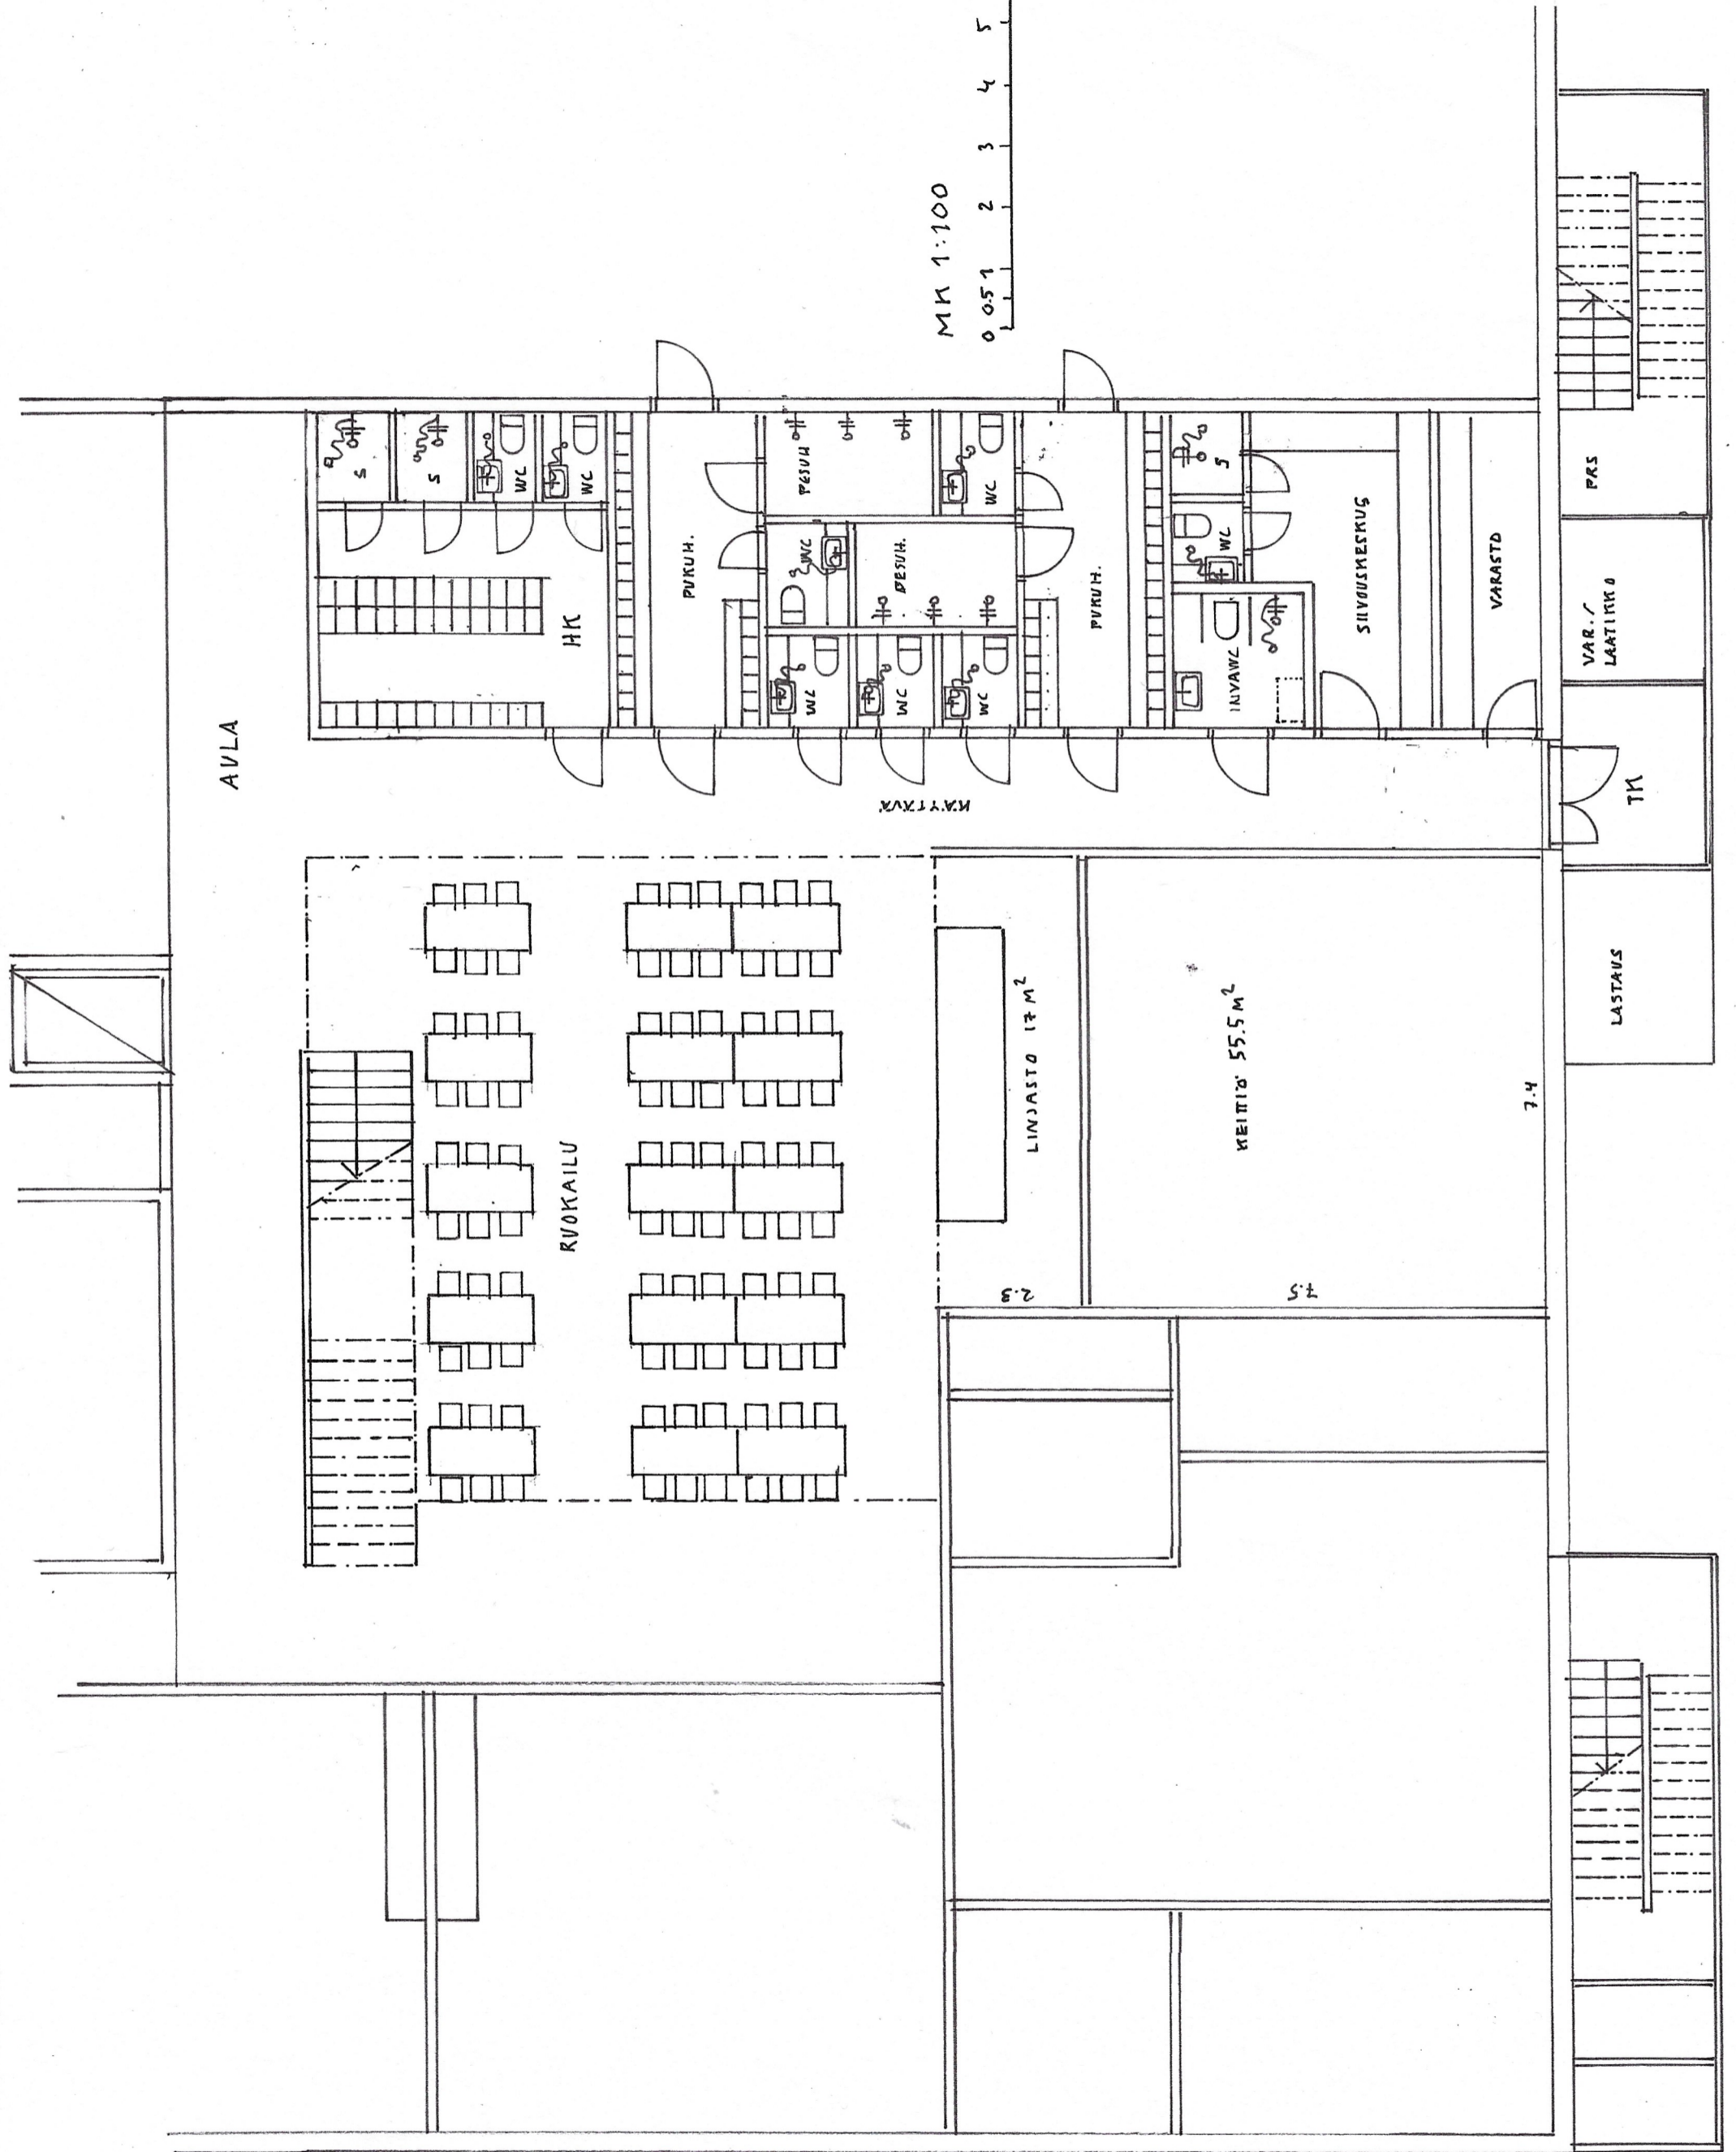 AULA
S
S
WC
WC
HK
RUOKAILU
PUKUH.
PESUH
WC
WC
PESUH.
WC
WC
WC
KÄYTÄVÄ
MK 1:100
0 0.5 1 2 3 4 5
2.3
LINJASTO 17 M²
PUKUH.
S
WC
INVAWC
KEITTIÖ 55.5 M²
7.5
SIIVOUSKESKUS
VARASTO
7.4
LASTAUS
TK
VAR./
LAATIKKO
PRS